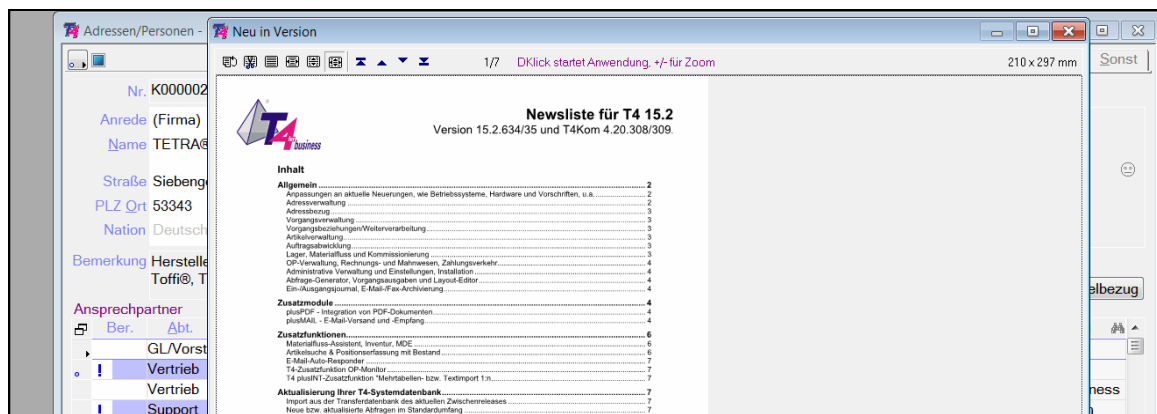 Adressen/Personen -
Neu in Version
1/7 DKlick startet Anwendung, +/- für Zoom 210 x 297 mm
Sonst
Nr. K000002
Anrede (Firma)
Name TETRA®
Straße Siebenge
PLZ Ort 53343
Nation Deutsch
Bemerkung Herstelle
Toffi®, T
elbezug
Ansprechpartner
Ber. Abt.
GL/Vorst
Vertrieb
Vertrieb
ness
Support
T4 business
Newsliste für T4 15.2
Version 15.2.634/35 und T4Kom 4.20.308/309.
Inhalt
Allgemein 2
Anpassungen an aktuelle Neuerungen, wie Betriebssysteme, Hardware und Vorschriften, u.a. 2
Adressverwaltung 2
Adressbezug 3
Vorgangsverwaltung 3
Vorgangsbeziehungen/Weiterverarbeitung 3
Artikelverwaltung 3
Auftragsabwicklung 3
Lager, Materialfluss und Kommissionierung 3
OP-Verwaltung, Rechnungs- und Mahnwesen, Zahlungsverkehr 4
Administrative Verwaltung und Einstellungen, Installation 4
Abfrage-Generator, Vorgangsausgaben und Layout-Editor 4
Ein-/Ausgangsjournal, E-Mail-/Fax-Archivierung 4
Zusatzmodule 4
plusPDF - Integration von PDF-Dokumenten 4
plusMAIL - E-Mail-Versand und -Empfang 4
Zusatzfunktionen 6
Materialfluss-Assistent, Inventur, MDE 6
Artikelsuche & Positionserfassung mit Bestand 6
E-Mail-Auto-Responder 7
T4-Zusatzfunktion OP-Monitor 7
T4 plusINT-Zusatzfunktion "Mehrtabellen- bzw. Textimport 1:n 7
Aktualisierung Ihrer T4-Systemdatenbank 7
Import aus der Transferdatenbank des aktuellen Zwischenreleases 7
Neue bzw. aktualisierte Abfragen im Standardumfang 7